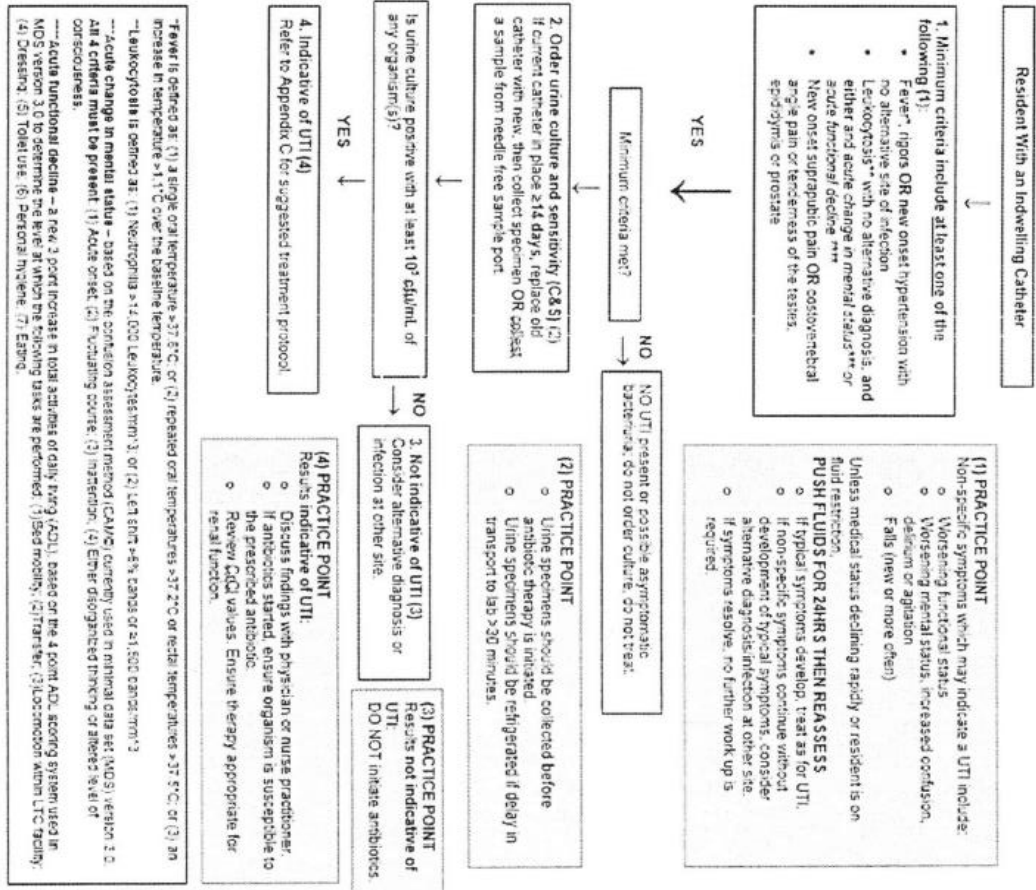 Resident With an Indwelling Catheter
1. Minimum criteria include at least one of the
following (1):
• Fever*, rigors OR new onset hypertension with
no alternative site of infection
• Leukocytosis** with no alternative diagnosis, and
either and acute change in mental status*** or
acute functional decline ****
• New onset suprapubic pain OR costovertebral
angle pain or tenderness of the testes,
epididymis or prostate
(1) PRACTICE POINT
Non-specific symptoms which may indicate a UTI include:
o Worsening functional status
o Worsening mental status, increased confusion,
delirium or agitation
o Falls (new or more often)
Unless medical status declining rapidly or resident is on
fluid restriction,
PUSH FLUIDS FOR 24HRS THEN REASSESS
o If typical symptoms develop, treat as for UTI.
o If non-specific symptoms continue without
development of typical symptoms, consider
alternative diagnosis/infection at other site.
o If symptoms resolve, no further work up is
required.
YES
Minimum criteria met?
NO
NO UTI present or possible asymptomatic
bacteriuria; do not order culture, do not treat.
2. Order urine culture and sensitivity (C&S) (2)
If current catheter in place ≥14 days, replace old
catheter with new, then collect specimen OR collect
a sample from needle free sample port.
(2) PRACTICE POINT
o Urine specimens should be collected before
antibiotic therapy is initiated.
o Urine specimens should be refrigerated if delay in
transport to lab > 30 minutes.
Is urine culture positive with at least 10⁵ cfu/mL of
any organism(s)?
NO
3. Not indicative of UTI (3)
Consider alternative diagnosis or
infection at other site.
(3) PRACTICE POINT
Results not indicative of
UTI:
DO NOT initiate antibiotics.
YES
4. Indicative of UTI (4)
Refer to Appendix C for suggested treatment protocol.
(4) PRACTICE POINT
Results indicative of UTI:
o Discuss findings with physician or nurse practitioner.
o If antibiotics started, ensure organism is susceptible to
the prescribed antibiotic.
o Review CrCl values. Ensure therapy appropriate for
renal function.
*Fever is defined as: (1) a single oral temperature >37.8°C; or (2) repeated oral temperatures >37.2°C or rectal temperatures >37.5°C; or (3) an
increase in temperature >1.1°C over the baseline temperature.
**Leukocytosis is defined as: (1) Neutrophilia >14,000 Leukocytes/mm^3, or (2) Left shift >6% bands or ≥1,500 bands/mm^3
***Acute change in mental status – based on the confusion assessment method (CAM/C) currently used in minimal data set (MDS) version 3.0.
All 4 criteria must be present: (1) Acute onset, (2) Fluctuating course, (3) Inattention, (4) Either disorganized thinking or altered level of
consciousness.
****Acute functional decline – a new 3 point increase in total activities of daily living (ADL), based on the 4 point ADL scoring system used in
MDS version 3.0 to determine the level at which the following tasks are performed: (1)Bed mobility, (2)Transfer, (3)Locomotion within LTC facility,
(4) Dressing, (5) Toilet use, (6) Personal hygiene, (7) Eating.